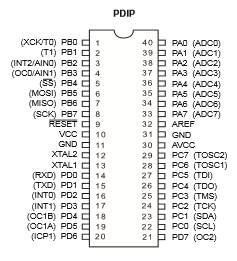 PDIP
(XCK/T0) PB0 1 40 PA0 (ADC0)
(T1) PB1 2 39 PA1 (ADC1)
(INT2/AIN0) PB2 3 38 PA2 (ADC2)
(OC0/AIN1) PB3 4 37 PA3 (ADC3)
(SS) PB4 5 36 PA4 (ADC4)
(MOSI) PB5 6 35 PA5 (ADC5)
(MISO) PB6 7 34 PA6 (ADC6)
(SCK) PB7 8 33 PA7 (ADC7)
RESET 9 32 AREF
VCC 10 31 GND
GND 11 30 AVCC
XTAL2 12 29 PC7 (TOSC2)
XTAL1 13 28 PC6 (TOSC1)
(RXD) PD0 14 27 PC5 (TDI)
(TXD) PD1 15 26 PC4 (TDO)
(INT0) PD2 16 25 PC3 (TMS)
(INT1) PD3 17 24 PC2 (TCK)
(OC1B) PD4 18 23 PC1 (SDA)
(OC1A) PD5 19 22 PC0 (SCL)
(ICP1) PD6 20 21 PD7 (OC2)